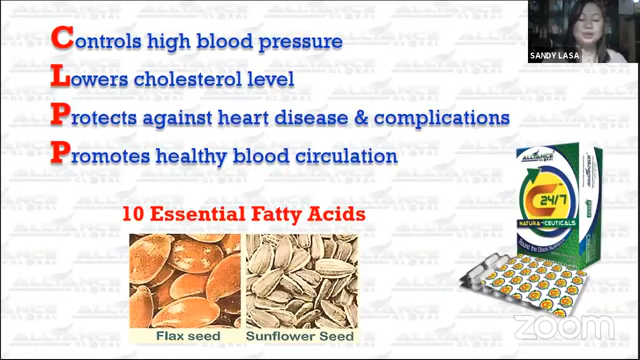 Controls high blood pressure
Lowers cholesterol level
Protects against heart disease & complications
Promotes healthy blood circulation
10 Essential Fatty Acids
Flax seed
Sunflower Seed
SANDY LASA
ALLIANCE
C 24/7
NATURA-CEUTICALS
zoom